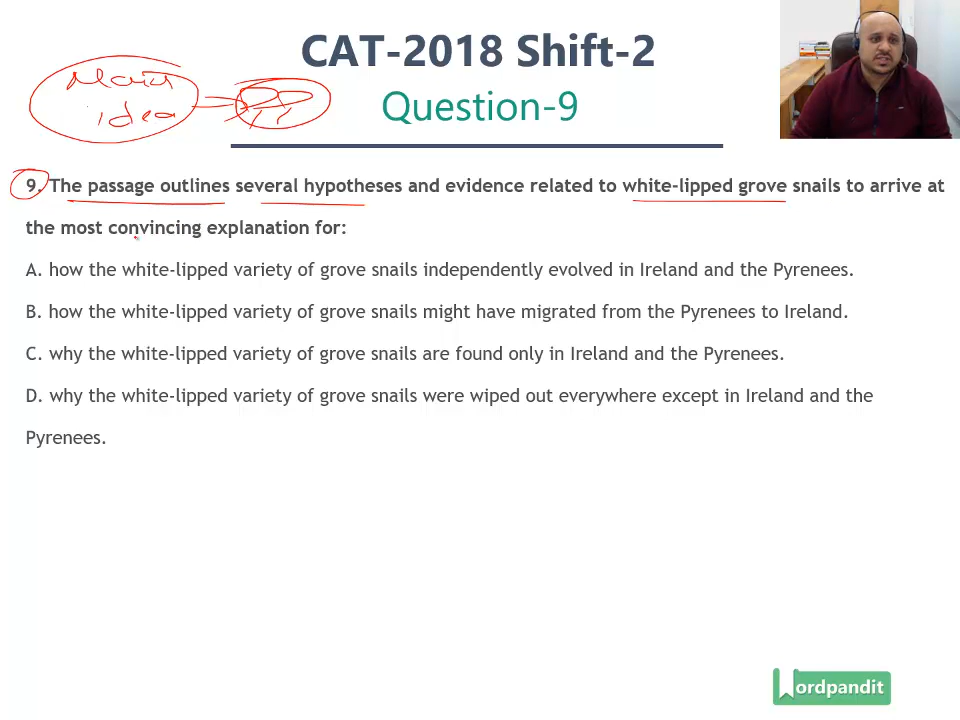 CAT-2018 Shift-2
Question-9
Main
idea
9. The passage outlines several hypotheses and evidence related to white-lipped grove snails to arrive at
the most convincing explanation for:
A. how the white-lipped variety of grove snails independently evolved in Ireland and the Pyrenees.
B. how the white-lipped variety of grove snails might have migrated from the Pyrenees to Ireland.
C. why the white-lipped variety of grove snails are found only in Ireland and the Pyrenees.
D. why the white-lipped variety of grove snails were wiped out everywhere except in Ireland and the
Pyrenees.
ordpandit